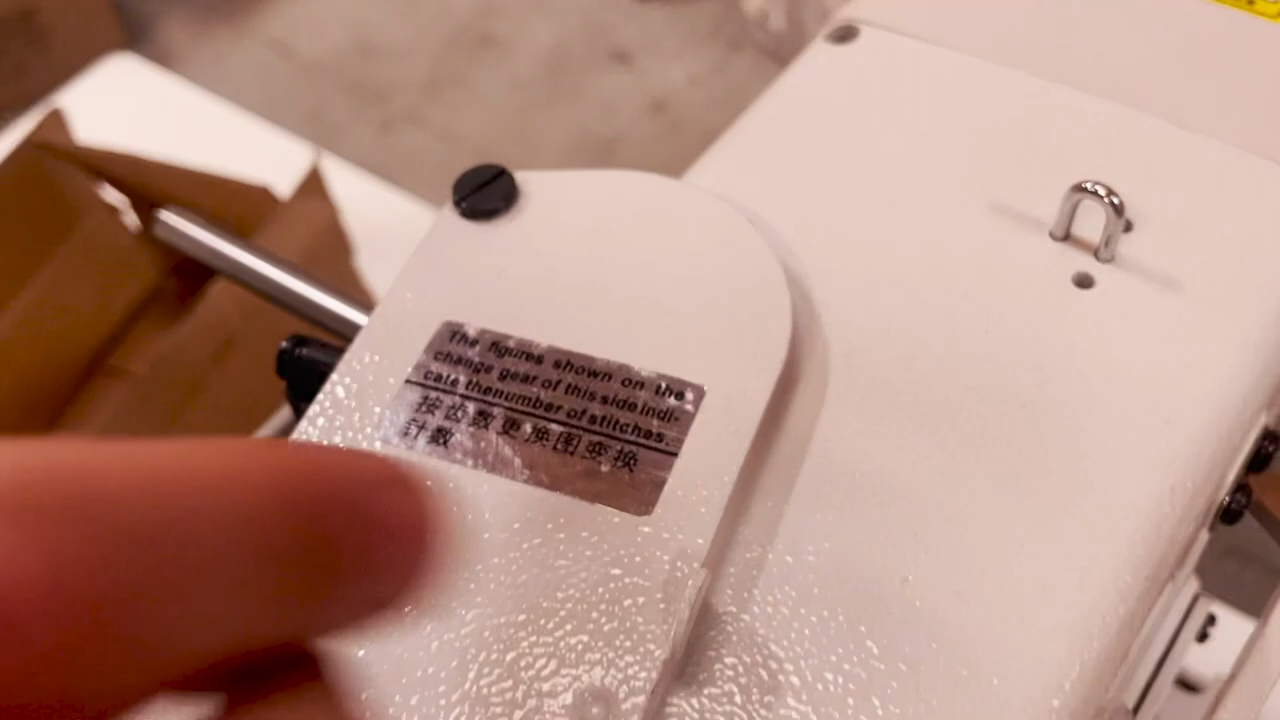 The figures shown on the
change gear of this side indi-
cate thenumber of stitches.
按齿数更换图变换
针数